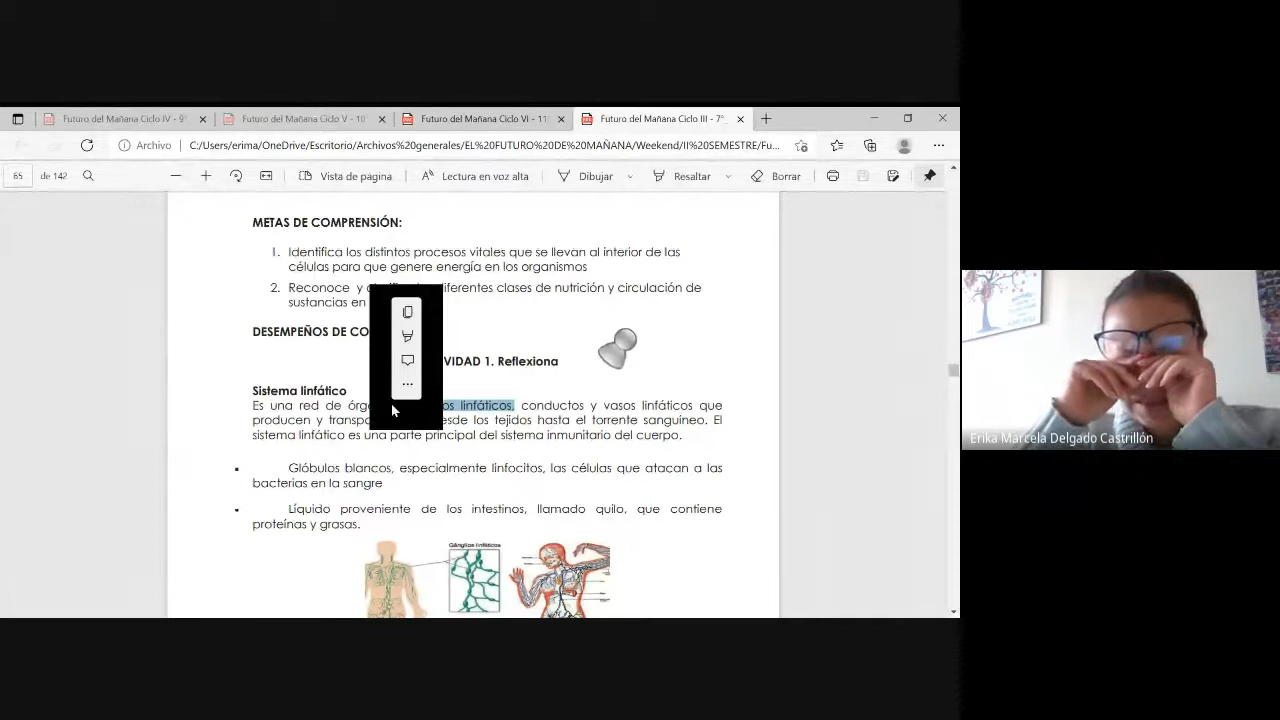 Futuro del Mañana Ciclo IV - 9°
Futuro del Mañana Ciclo V - 10°
Futuro del Mañana Ciclo VI - 11
Futuro del Mañana Ciclo III - 7°
Archivo
C:/Users/erima/OneDrive/Escritorio/Archivos%20generales/EL%20FUTURO%20DE%20MAÑANA/Weekend/II%20SEMESTRE/Fu...
65 de 142
Vista de página
Lectura en voz alta
Dibujar
Resaltar
Borrar
METAS DE COMPRENSIÓN:
1. Identifica los distintos procesos vitales que se llevan al interior de las
células para que genere energía en los organismos
2. Reconoce y diferentes clases de nutrición y circulación de
sustancias en
DESEMPEÑOS DE CO
VIDAD 1. Reflexiona
Sistema linfático
Es una red de órg os linfáticos, conductos y vasos linfáticos que
producen y transpo desde los tejidos hasta el torrente sanguíneo. El
sistema linfático es una parte principal del sistema inmunitario del cuerpo.
▪ Glóbulos blancos, especialmente linfocitos, las células que atacan a las
bacterias en la sangre
▪ Líquido proveniente de los intestinos, llamado quilo, que contiene
proteínas y grasas.
Gánglios linfáticos
Erika Marcela Delgado Castrillón